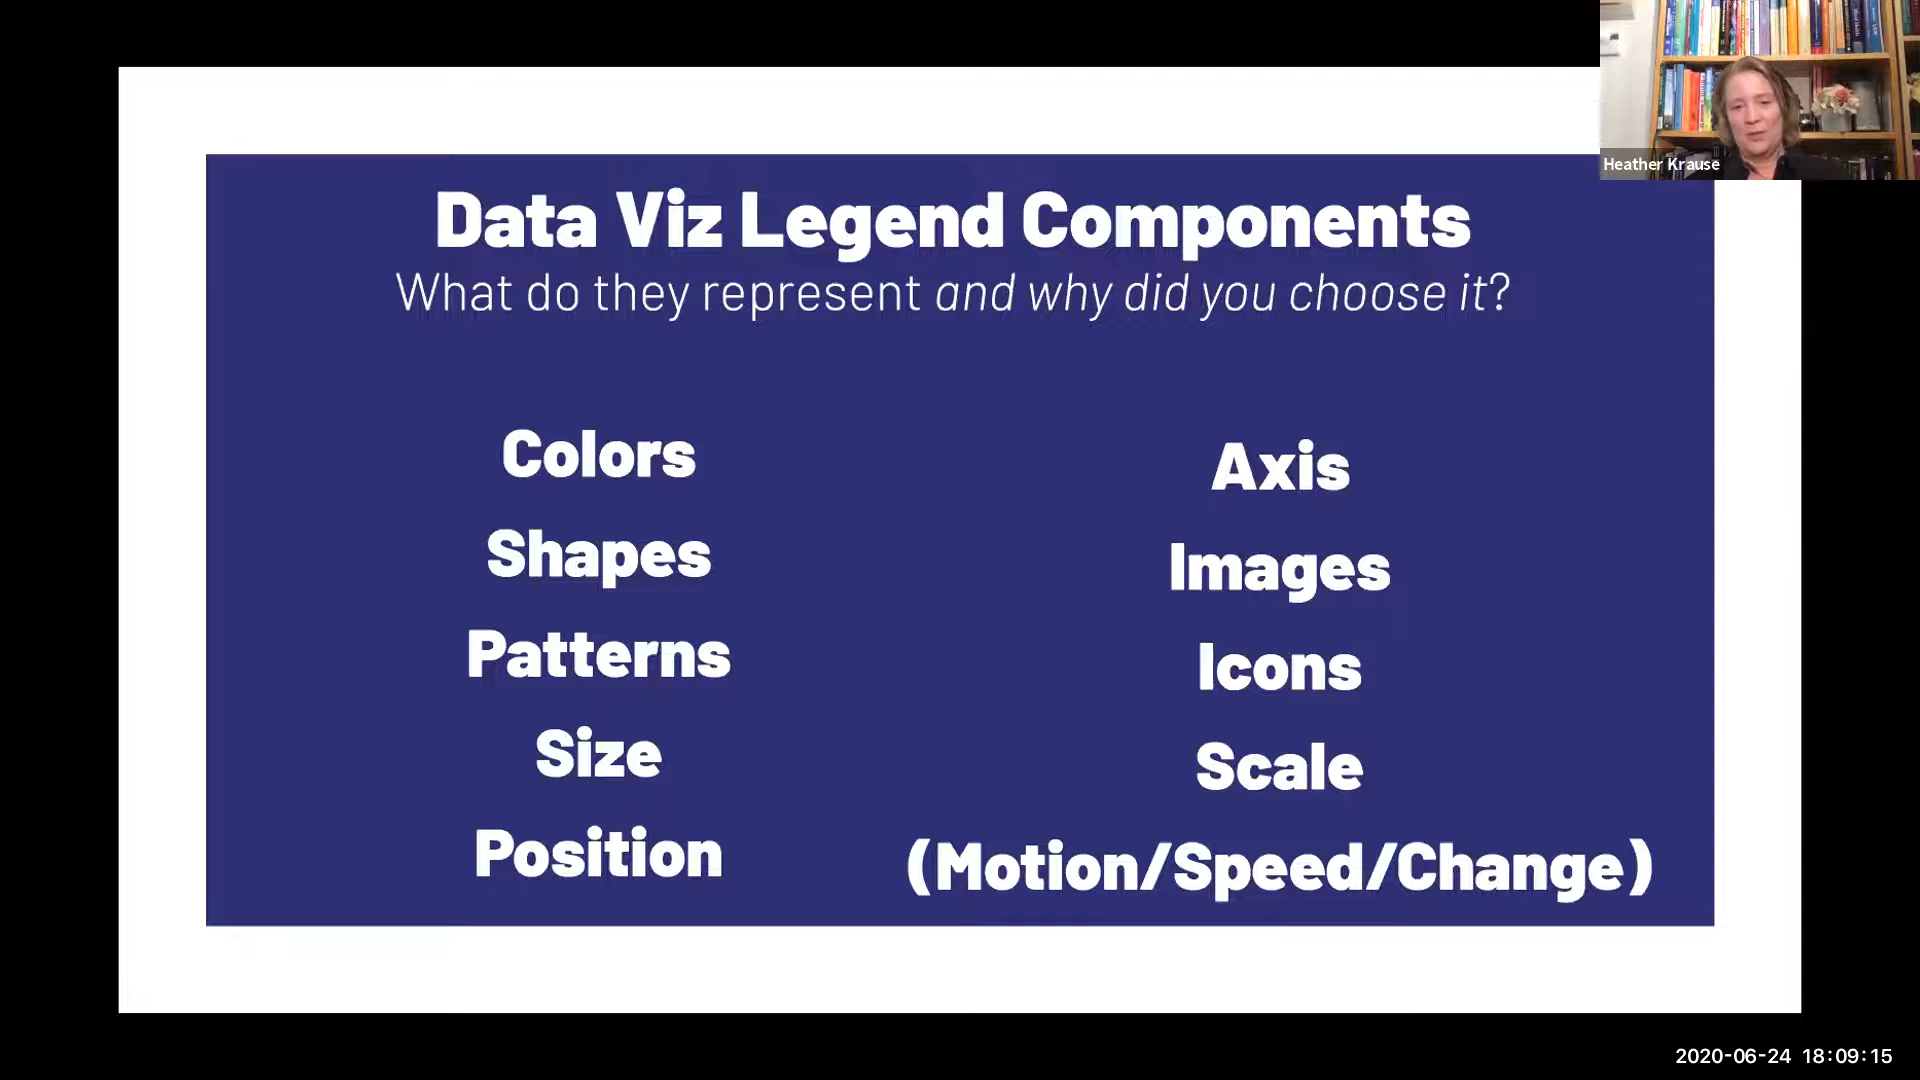 Heather Krause
Data Viz Legend Components
What do they represent and why did you choose it?
Colors
Shapes
Patterns
Size
Position
Axis
Images
Icons
Scale
(Motion/Speed/Change)
2020-06-24 18:09:15